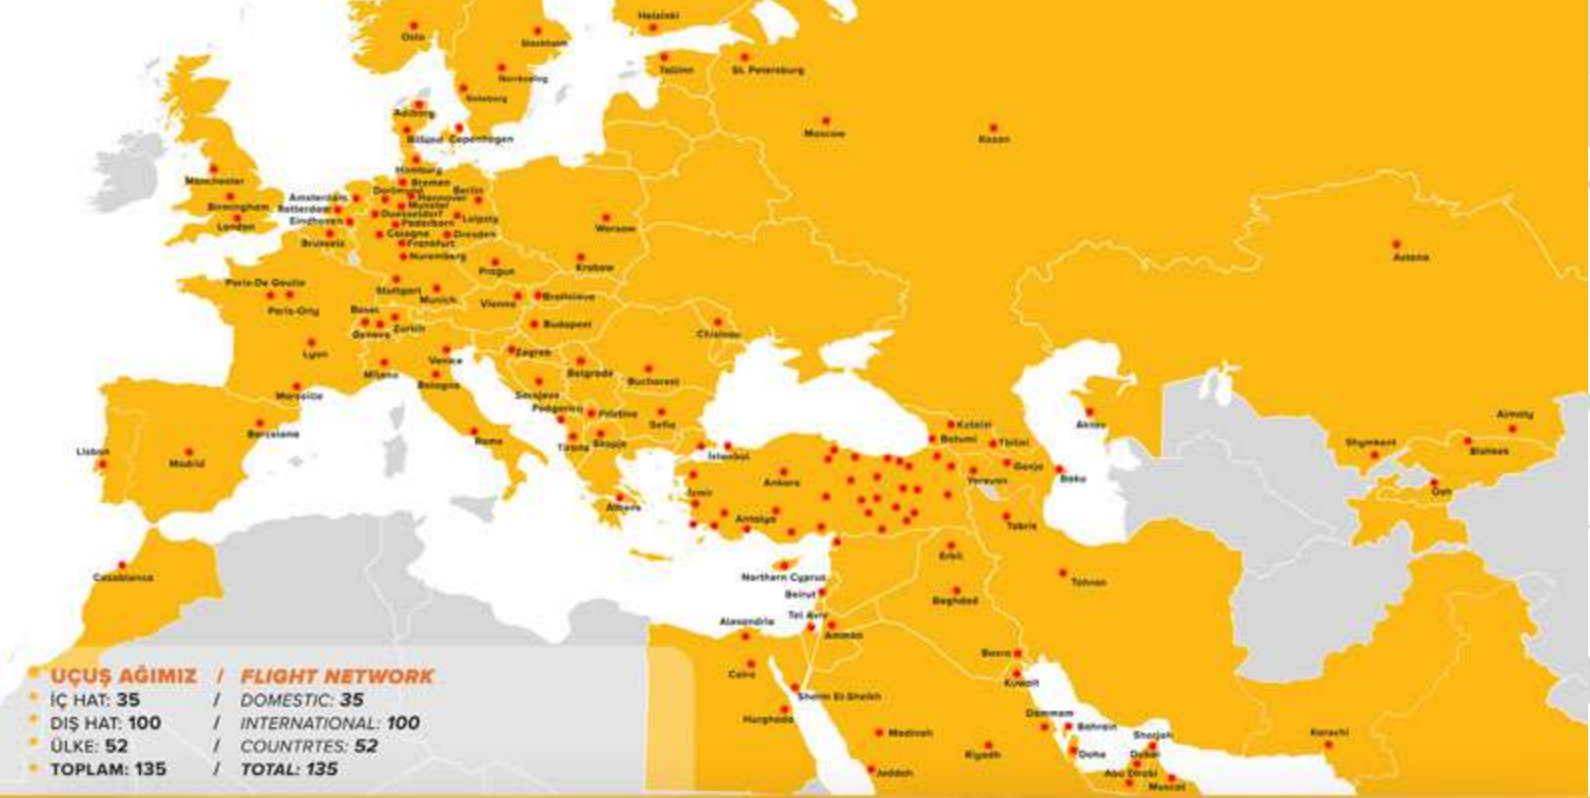 Helsinki
Oslo
Stockholm
Norrkoping
Tallinn
St. Petersburg
Goteborg
Aalborg
Moscow
Kazan
Billund
Copenhagen
Hamburg
Manchester
Bremen
Dortmund
Berlin
Amsterdam
Hannover
Birmingham
Rotterdam
Munster
Duesseldorf
Leipzig
Eindhoven
Paderborn
London
Cologne
Dresden
Warsaw
Brussels
Frankfurt
Nuremberg
Astana
Prague
Krakow
Paris-De Gaulle
Stuttgart
Munich
Vienna
Bratislava
Paris-Orly
Basel
Zurich
Budapest
Geneva
Chisinau
Lyon
Venice
Zagreb
Milano
Belgrade
Bologna
Bucharest
Marseille
Sarajevo
Podgorica
Pristina
Almaty
Aktau
Sofia
Kutaisi
Barcelona
Rome
Tirana
Skopje
Batumi
Tbilisi
Shymkent
Bishkek
Lisbon
Madrid
İstanbul
Ganja
Ankara
Yerevan
Baku
İzmir
Osh
Athens
Antalya
Tabriz
Erbil
Casablanca
Northern Cyprus
Tehran
Beirut
Baghdad
Tel Aviv
Alexandria
Amman
Basra
Cairo
Kuwait
Sharm El-Sheikh
Hurghada
Dammam
Bahrain
Madinah
Sharjah
Karachi
Riyadh
Doha
Dubai
Jeddah
Abu Dhabi
Muscat
UÇUŞ AĞIMIZ / FLIGHT NETWORK
İÇ HAT: 35 / DOMESTIC: 35
DIŞ HAT: 100 / INTERNATIONAL: 100
ÜLKE: 52 / COUNTRTES: 52
TOPLAM: 135 / TOTAL: 135